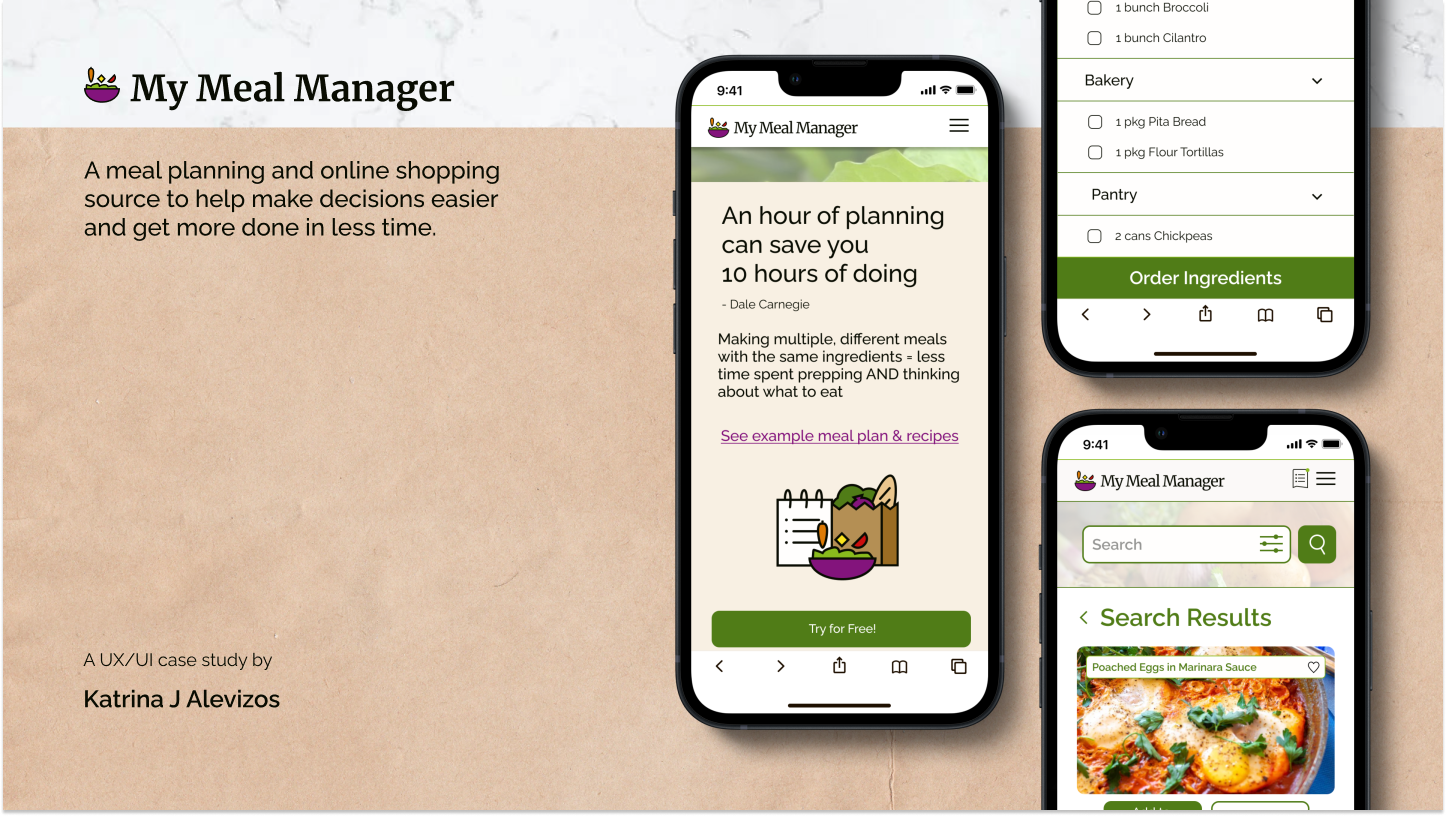 My Meal Manager
A meal planning and online shopping
source to help make decisions easier
and get more done in less time.
A UX/UI case study by
Katrina J Alevizos
9:41
My Meal Manager
An hour of planning
can save you
10 hours of doing
- Dale Carnegie
Making multiple, different meals
with the same ingredients = less
time spent prepping AND thinking
about what to eat
See example meal plan & recipes
Try for Free!
1 bunch Broccoli
1 bunch Cilantro
Bakery
1 pkg Pita Bread
1 pkg Flour Tortillas
Pantry
2 cans Chickpeas
Order Ingredients
9:41
My Meal Manager
Search
Search Results
Poached Eggs in Marinara Sauce